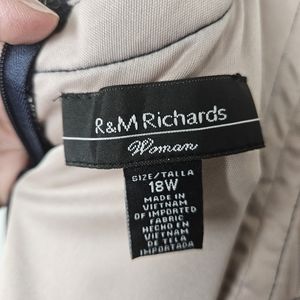 R&M Richards
Woman
SIZE/TALLA
18W
MADE IN
VIETNAM
OF IMPORTED
FABRIC
HECHO EN
VIETNAM
DE TELA
IMPORTADA